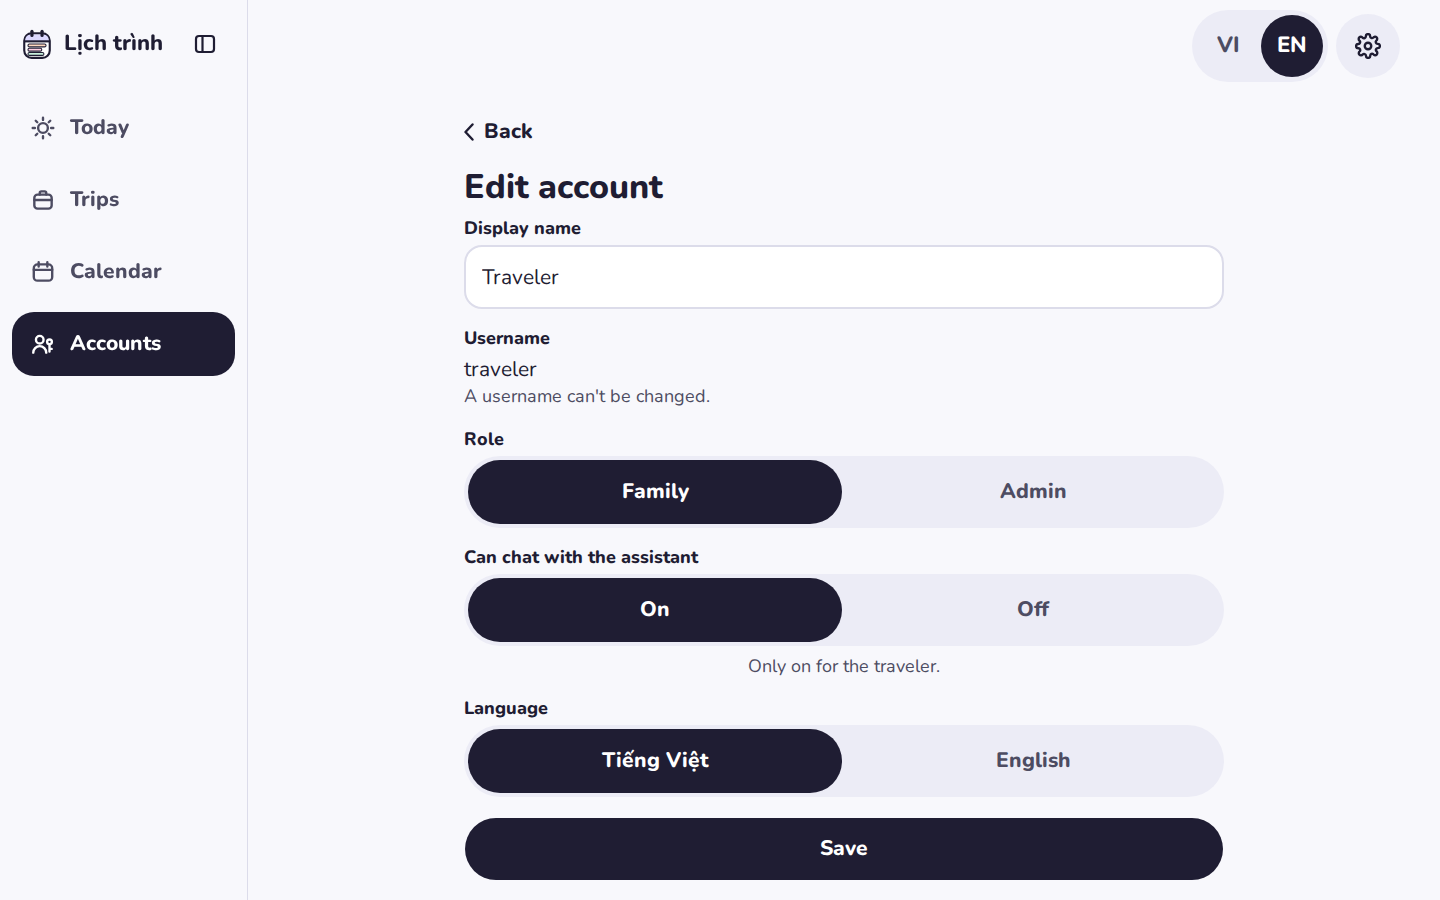 Lịch trình
VI
EN
Today
Trips
Calendar
Accounts
Back
Edit account
Display name
Traveler
Username
traveler
A username can't be changed.
Role
Family
Admin
Can chat with the assistant
On
Off
Only on for the traveler.
Language
Tiếng Việt
English
Save